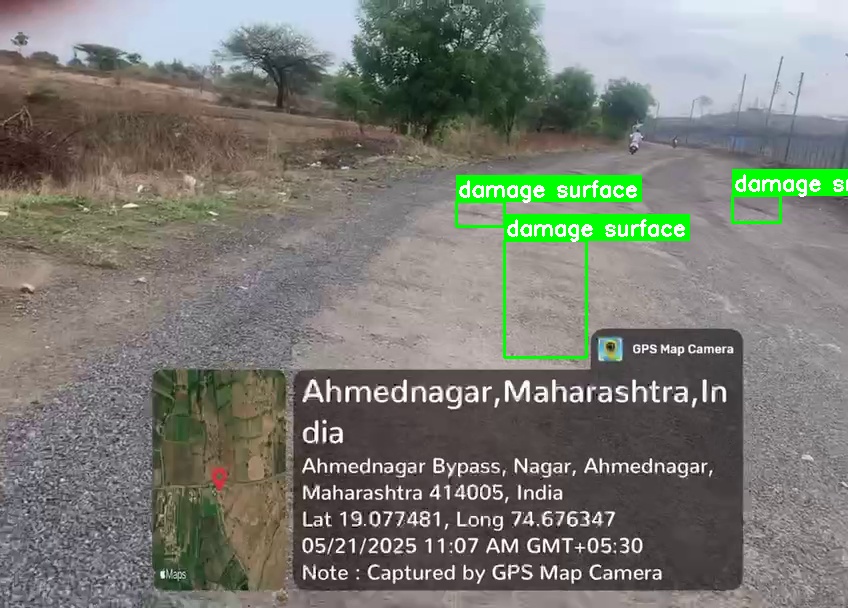 damage surface
damage su
damage surface
GPS Map Camera
Ahmednagar,Maharashtra,In
dia
Ahmednagar Bypass, Nagar, Ahmednagar,
Maharashtra 414005, India
Lat 19.077481, Long 74.676347
05/21/2025 11:07 AM GMT+05:30
Note : Captured by GPS Map Camera
Maps